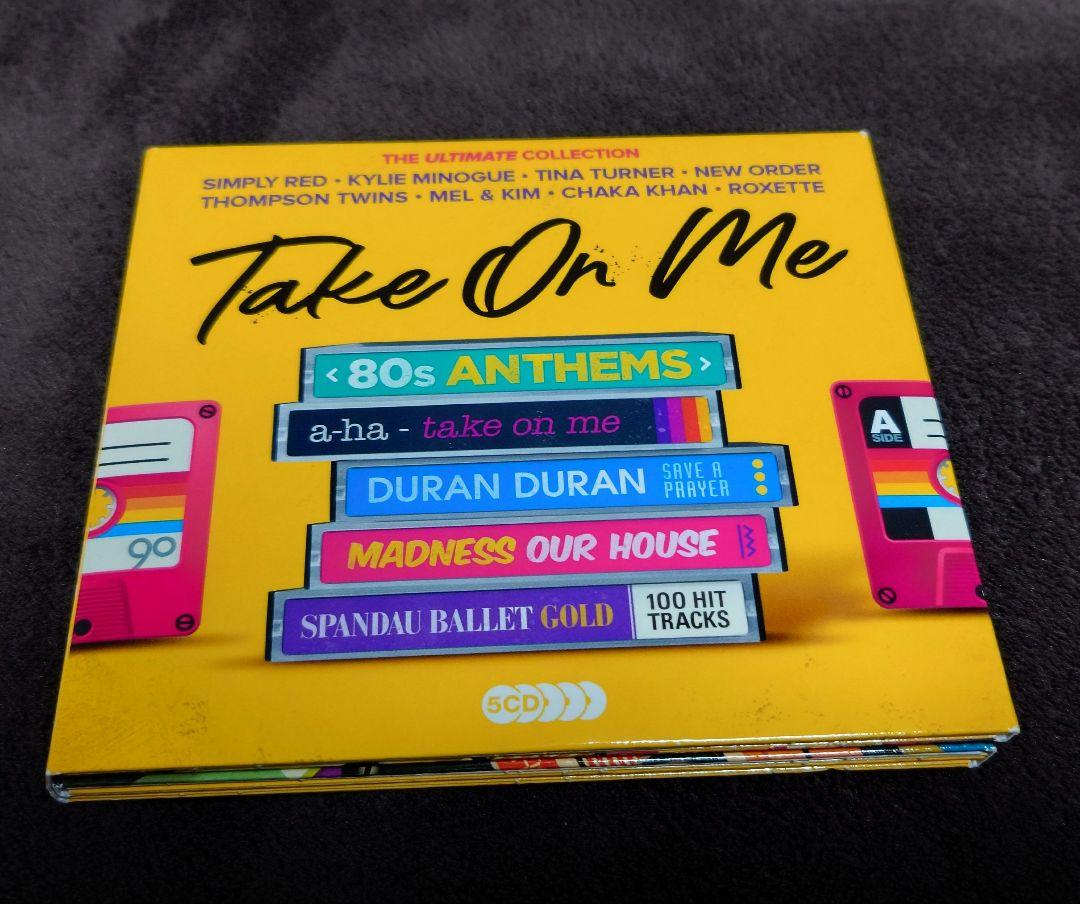 THE ULTIMATE COLLECTION
SIMPLY RED • KYLIE MINOGUE • TINA TURNER • NEW ORDER
THOMPSON TWINS • MEL & KIM • CHAKA KHAN • ROXETTE
Take On Me
<80s ANTHEMS>
a-ha - take on me
DURAN DURAN SAVE A
PRAYER
MADNESS OUR HOUSE
SPANDAU BALLET GOLD 100 HIT
TRACKS
90
A
SIDE
5CD